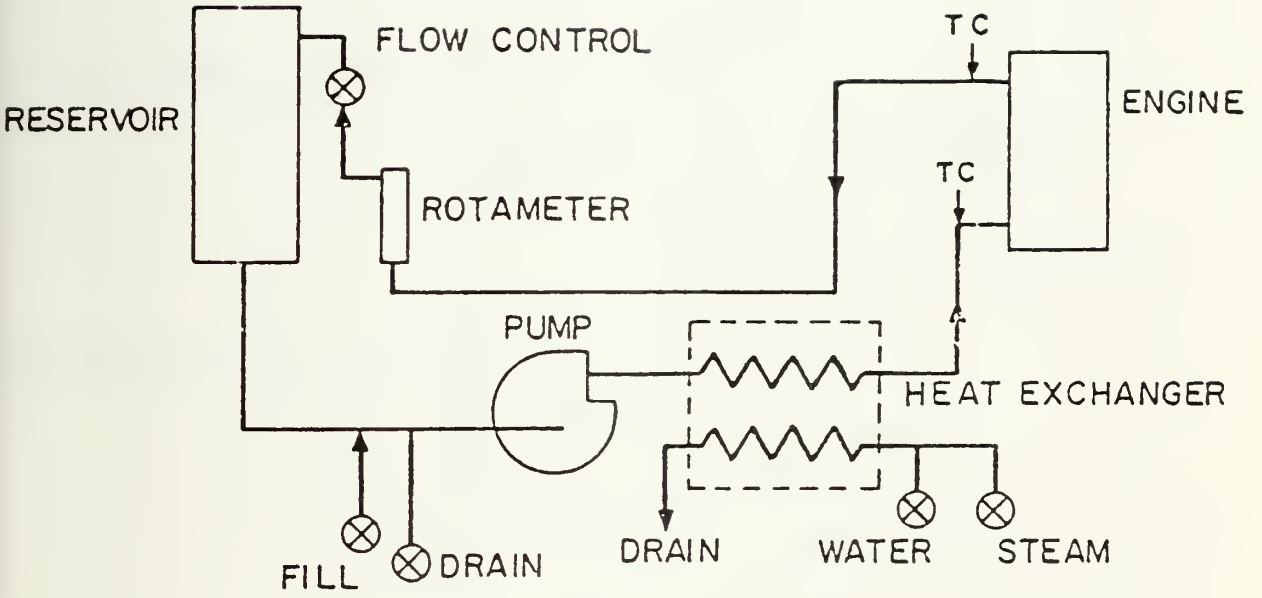 TC
FLOW CONTROL
RESERVOIR
ENGINE
TC
ROTAMETER
PUMP
HEAT EXCHANGER
DRAIN
WATER
STEAM
FILL
DRAIN